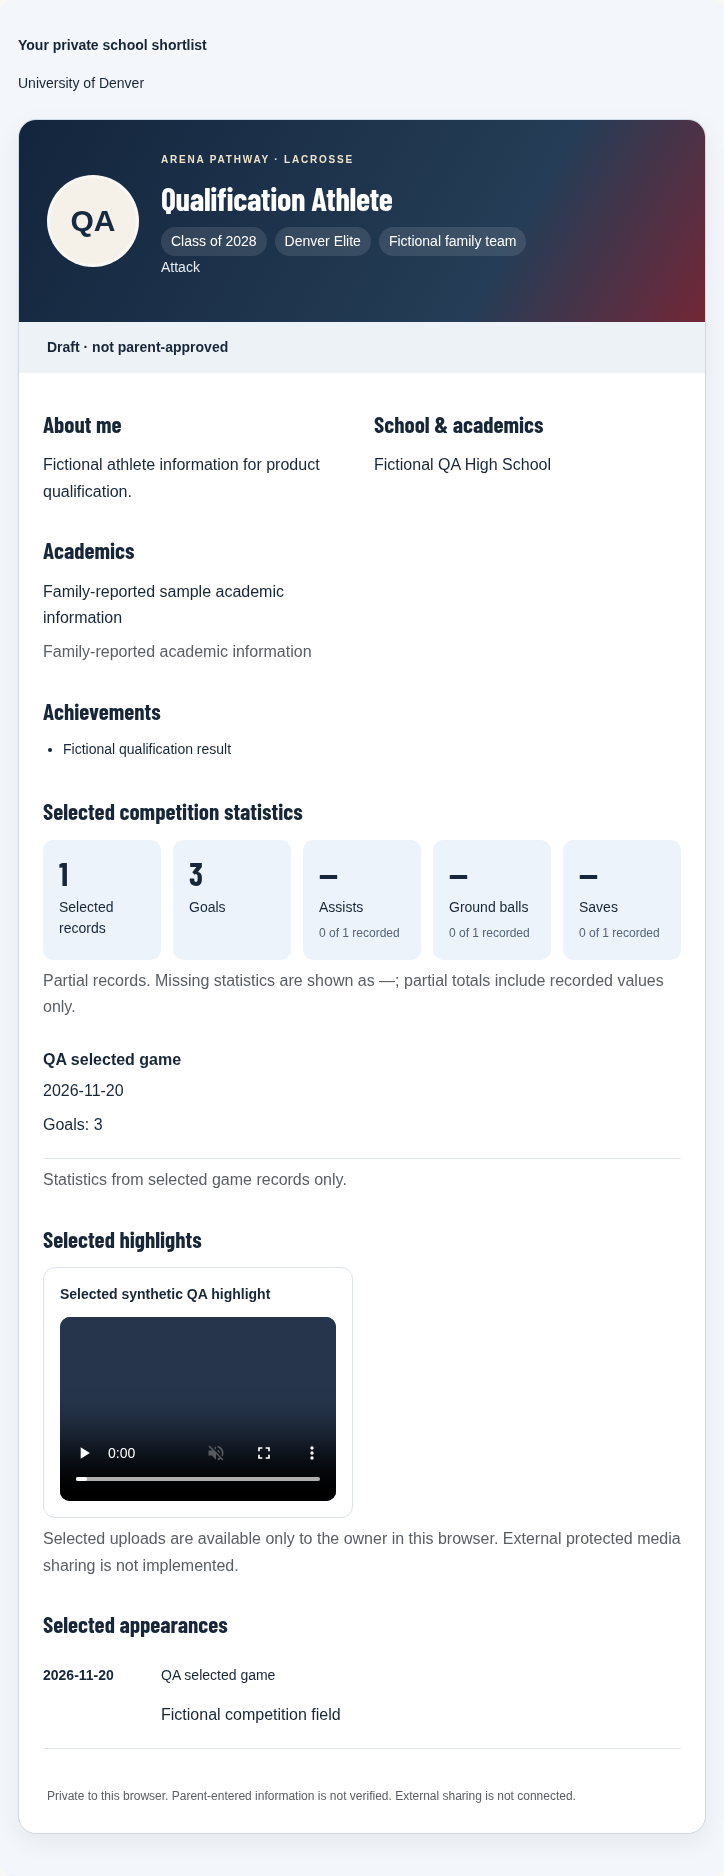 Your private school shortlist
University of Denver
ARENA PATHWAY · LACROSSE
QA
Qualification Athlete
Class of 2028 Denver Elite Fictional family team
Attack
Draft · not parent-approved
About me
Fictional athlete information for product
qualification.
School & academics
Fictional QA High School
Academics
Family-reported sample academic
information
Family-reported academic information
Achievements
• Fictional qualification result
Selected competition statistics
1
Selected
records
3
Goals
—
Assists
0 of 1 recorded
—
Ground balls
0 of 1 recorded
—
Saves
0 of 1 recorded
Partial records. Missing statistics are shown as —; partial totals include recorded values
only.
QA selected game
2026-11-20
Goals: 3
Statistics from selected game records only.
Selected highlights
Selected synthetic QA highlight
0:00
Selected uploads are available only to the owner in this browser. External protected media
sharing is not implemented.
Selected appearances
2026-11-20 QA selected game
Fictional competition field
Private to this browser. Parent-entered information is not verified. External sharing is not connected.